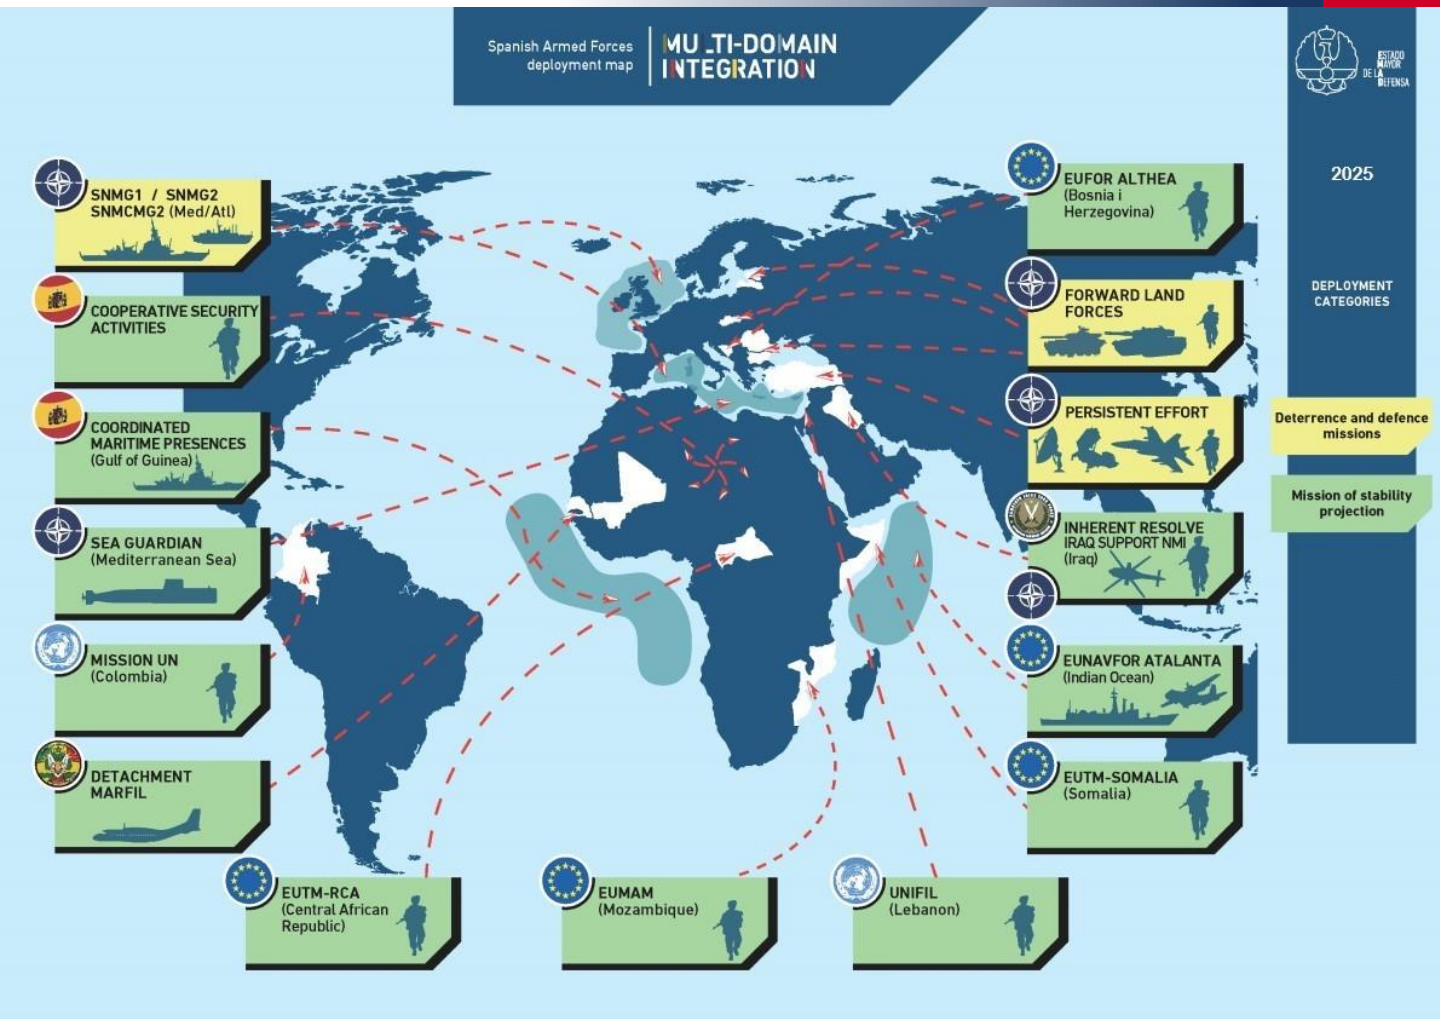 Spanish Armed Forces
deployment map
MULTI-DOMAIN
INTEGRATION
ESTADO
MAYOR
DE LA
DEFENSA
2025
DEPLOYMENT
CATEGORIES
Deterrence and defence
missions
Mission of stability
projection
SNMG1 / SNMG2
SNMCMG2 (Med/Atl)
COOPERATIVE SECURITY
ACTIVITIES
COORDINATED
MARITIME PRESENCES
(Gulf of Guinea)
SEA GUARDIAN
(Mediterranean Sea)
MISSION UN
(Colombia)
DETACHMENT
MARFIL
EUTM-RCA
(Central African
Republic)
EUMAM
(Mozambique)
UNIFIL
(Lebanon)
EUFOR ALTHEA
(Bosnia i
Herzegovina)
FORWARD LAND
FORCES
PERSISTENT EFFORT
INHERENT RESOLVE
IRAQ SUPPORT NMI
(Iraq)
EUNAVFOR ATALANTA
(Indian Ocean)
EUTM-SOMALIA
(Somalia)